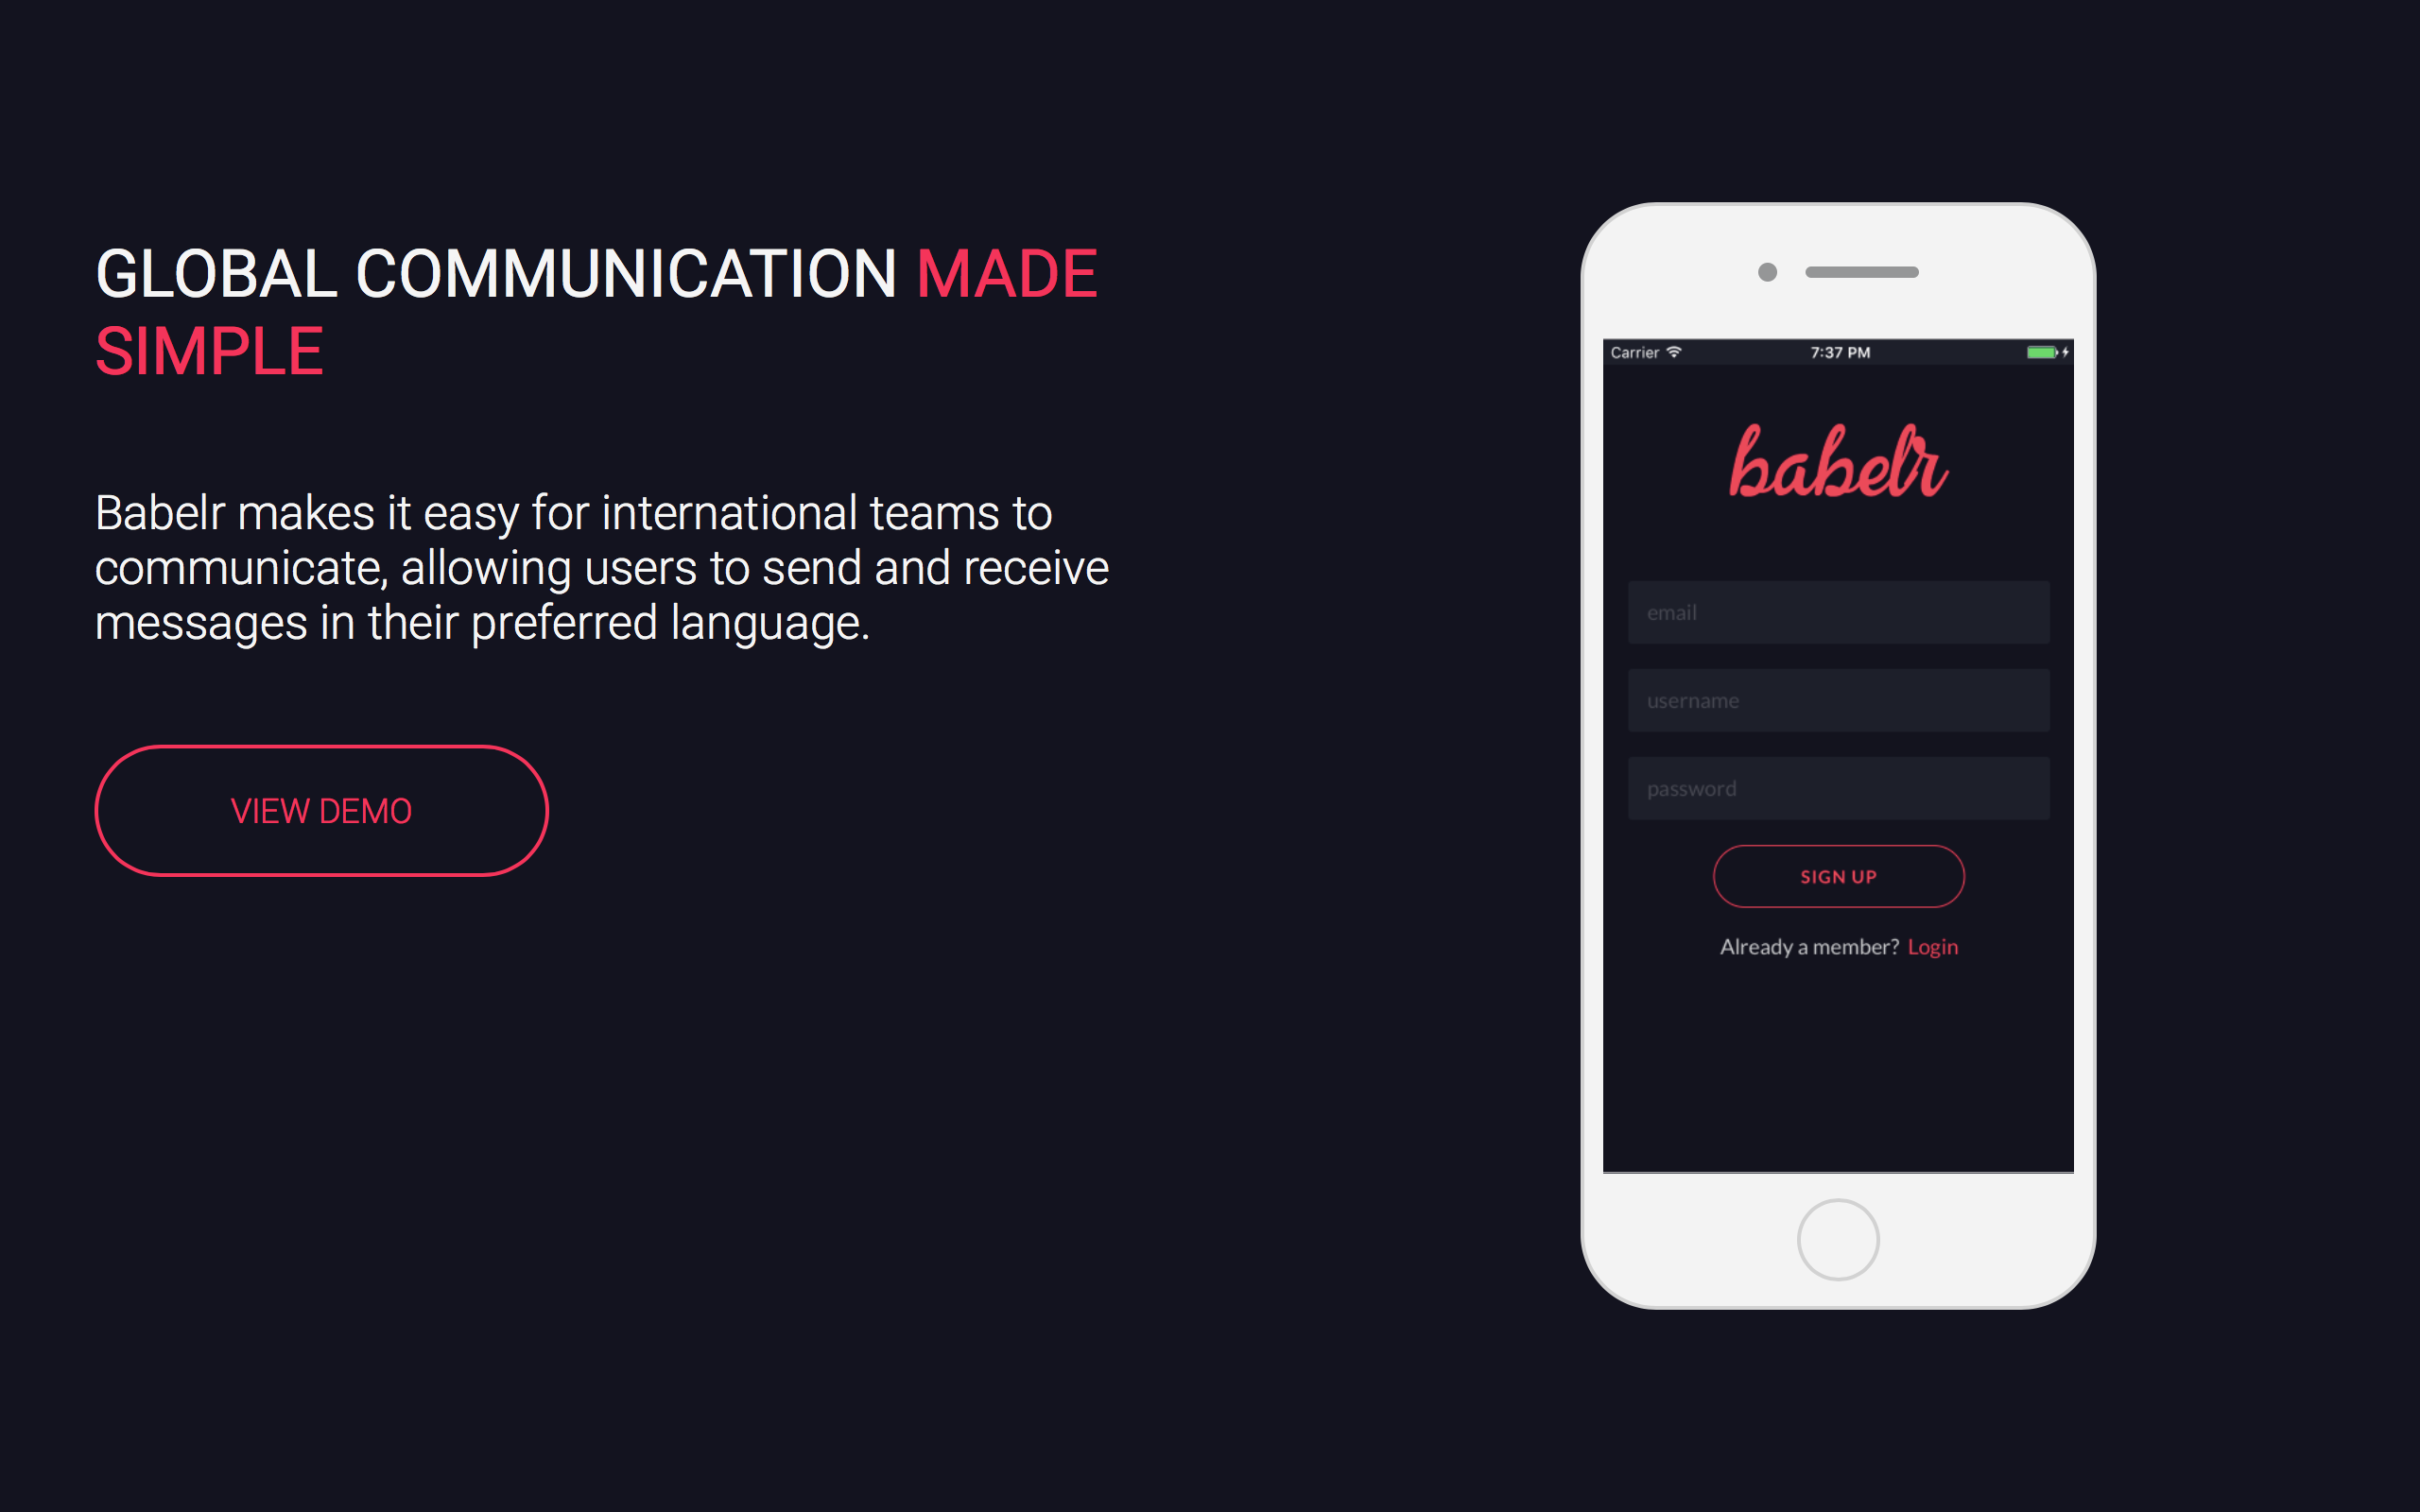 GLOBAL COMMUNICATION MADE
SIMPLE
Babelr makes it easy for international teams to
communicate, allowing users to send and receive
messages in their preferred language.
VIEW DEMO
Carrier 7:37 PM
babelr
email
username
password
SIGN UP
Already a member? Login